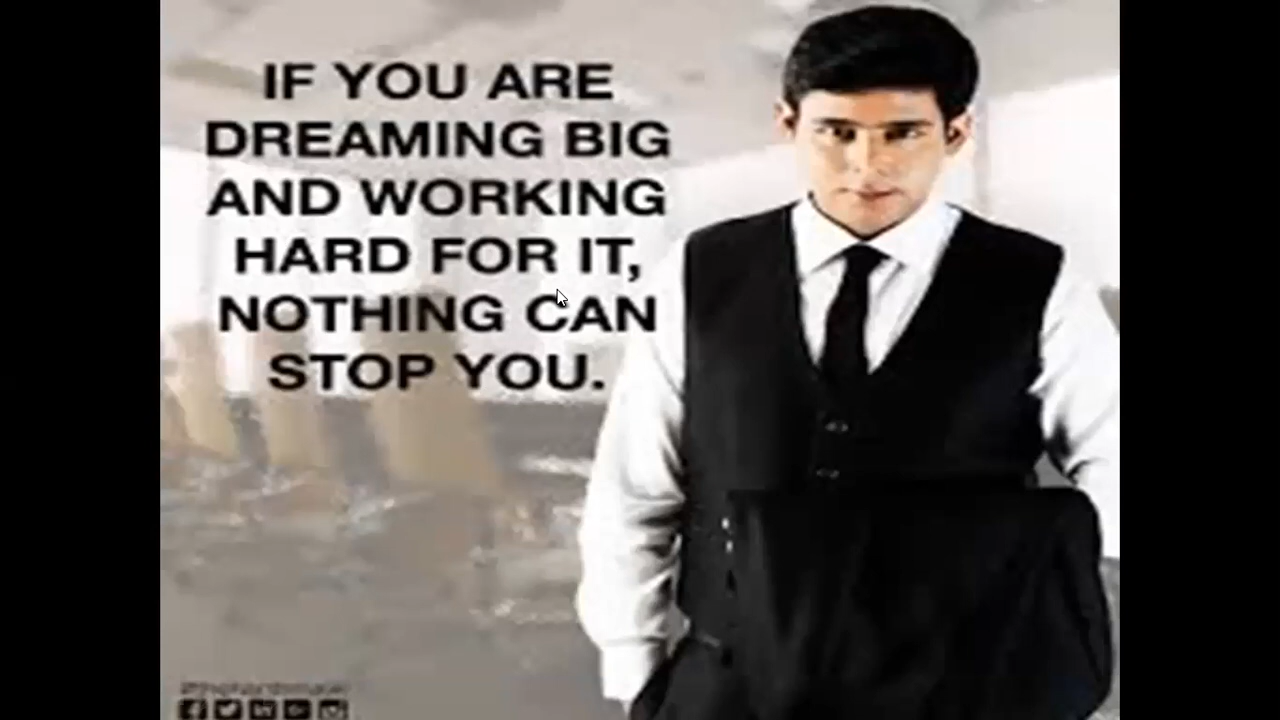 IF YOU ARE
DREAMING BIG
AND WORKING
HARD FOR IT,
NOTHING CAN
STOP YOU.